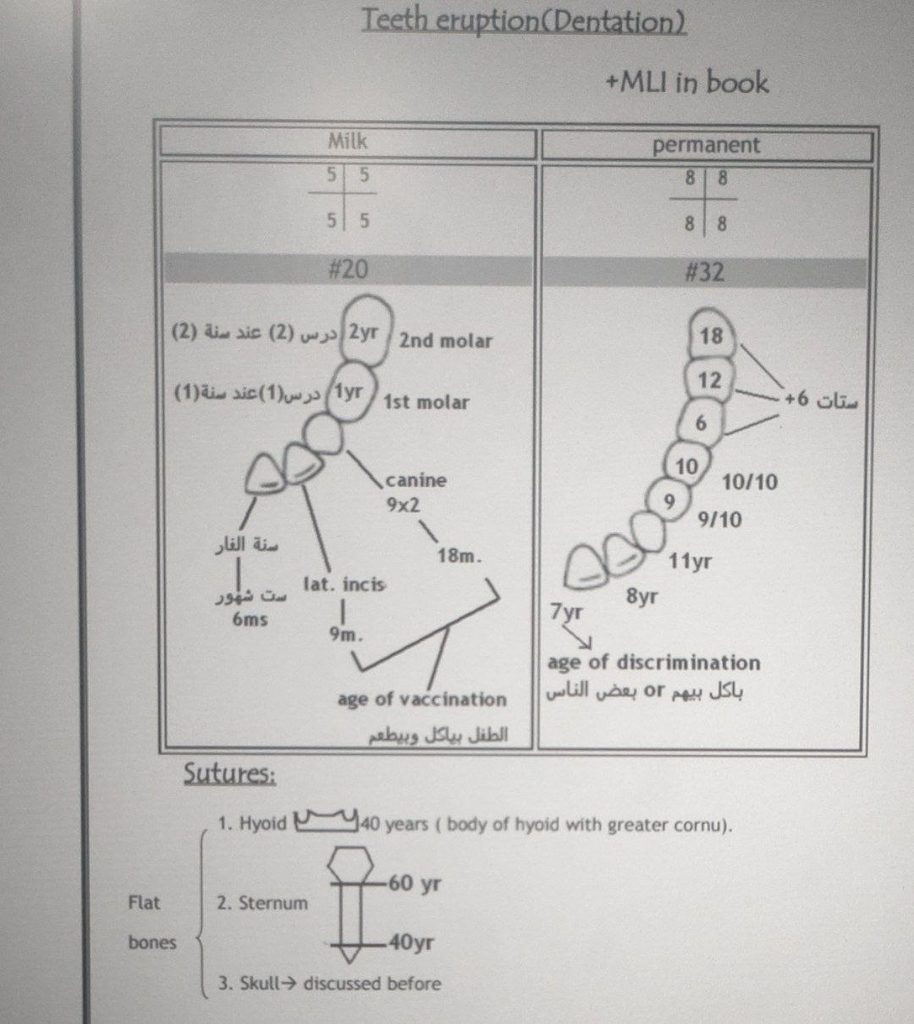 Teeth eruption(Dentation)
+MLI in book
Milk
5 5
5 5
#20
درس (2) عند سنة (2)
2yr
2nd molar
درس(1)عند سنة(1)
1yr
1st molar
canine
9x2
18m.
سنة الفار
ست شهور
6ms
lat. incis
9m.
age of vaccination
الطفل بياكل وبيطعم
permanent
8 8
8 8
#32
18
12
6
+6 ستات
10
10/10
9
9/10
11yr
8yr
7yr
age of discrimination
باكل بيهم or بعض الناس
Sutures:
Flat
bones
1. Hyoid 40 years ( body of hyoid with greater cornu).
60 yr
2. Sternum
40yr
3. Skull→ discussed before